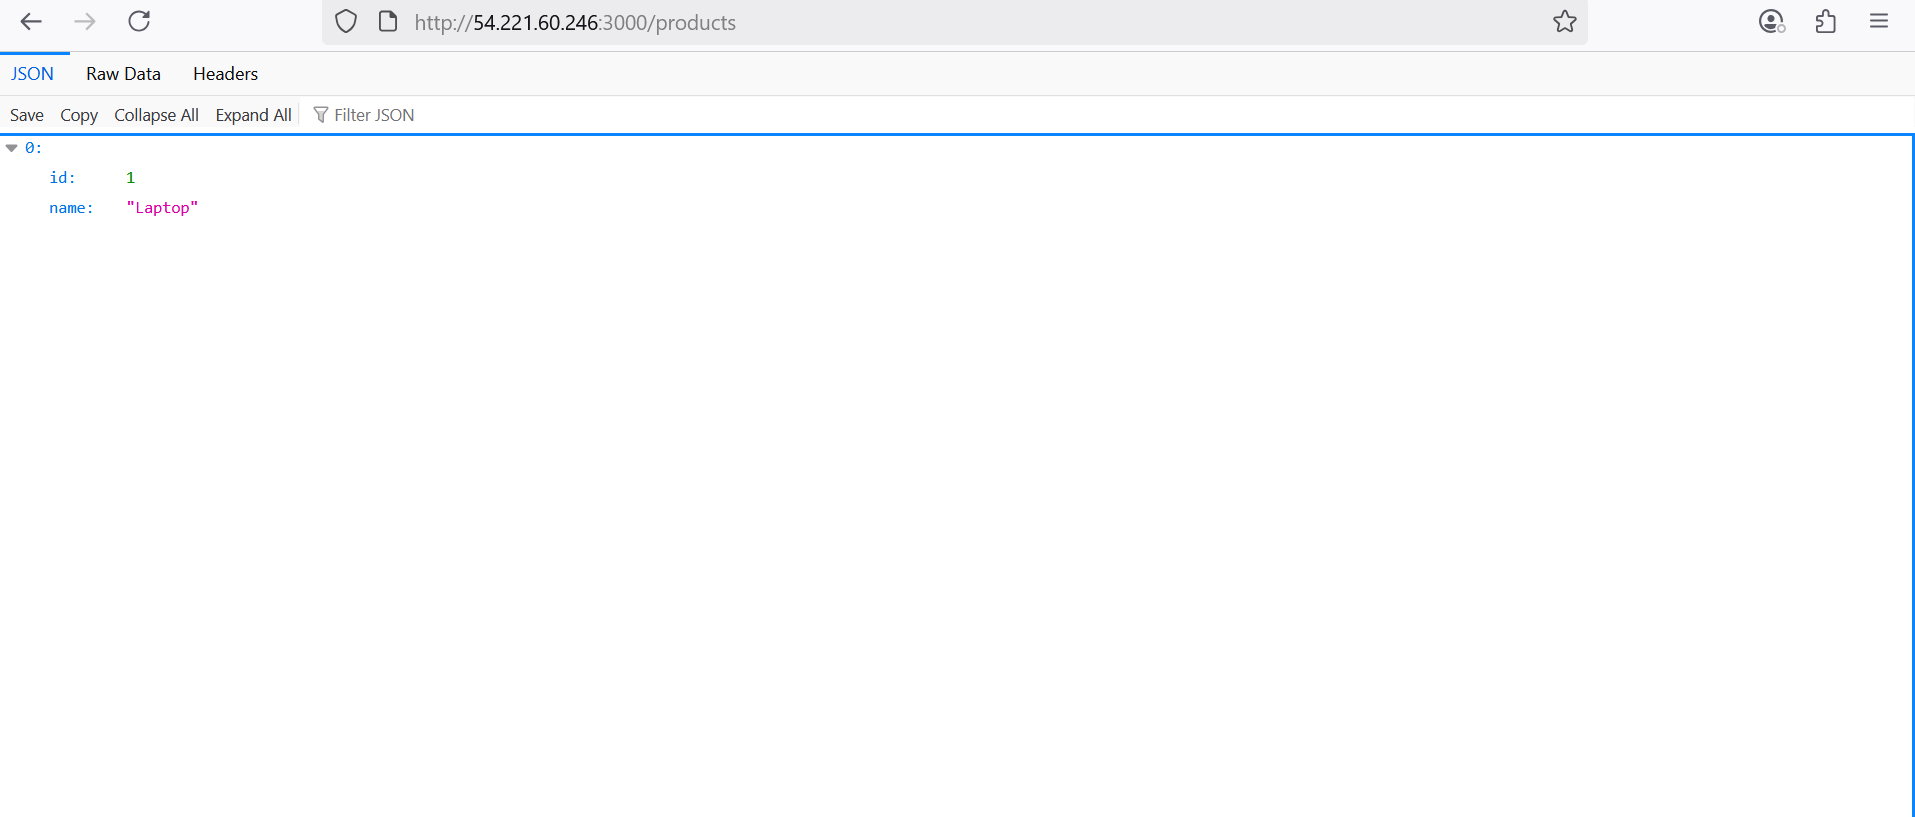 http://54.221.60.246:3000/products
JSON Raw Data Headers
Save Copy Collapse All Expand All Filter JSON
0:
id: 1
name: "Laptop"